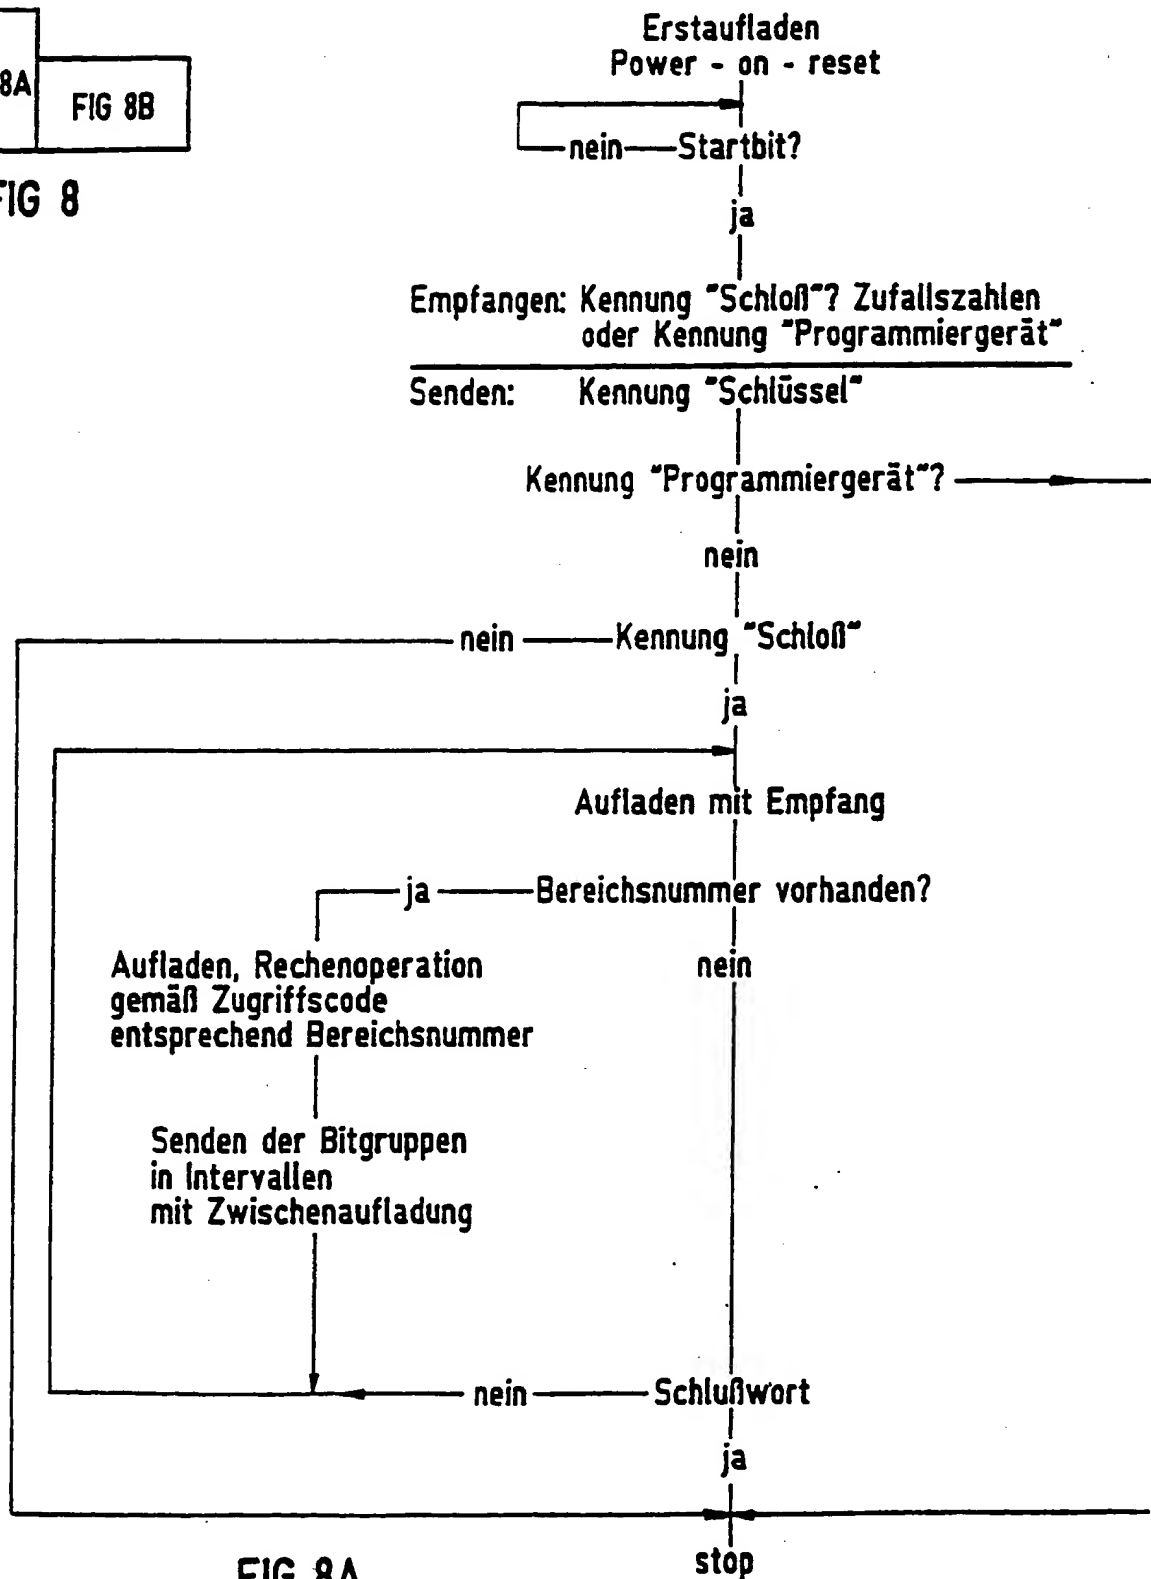 8A
FIG 8B
FIG 8
Erstaufladen
Power - on - reset
nein
Startbit?
ja
Empfangen: Kennung "Schloß"? Zufallszahlen
oder Kennung "Programmiergerät"
Senden: Kennung "Schlüssel"
Kennung "Programmiergerät"?
nein
nein
Kennung "Schloß"
ja
Aufladen mit Empfang
ja
Bereichsnummer vorhanden?
Aufladen, Rechenoperation
gemäß Zugriffscode
entsprechend Bereichsnummer
nein
Senden der Bitgruppen
in Intervallen
mit Zwischenaufladung
nein
Schlußwort
ja
stop
FIG 8A